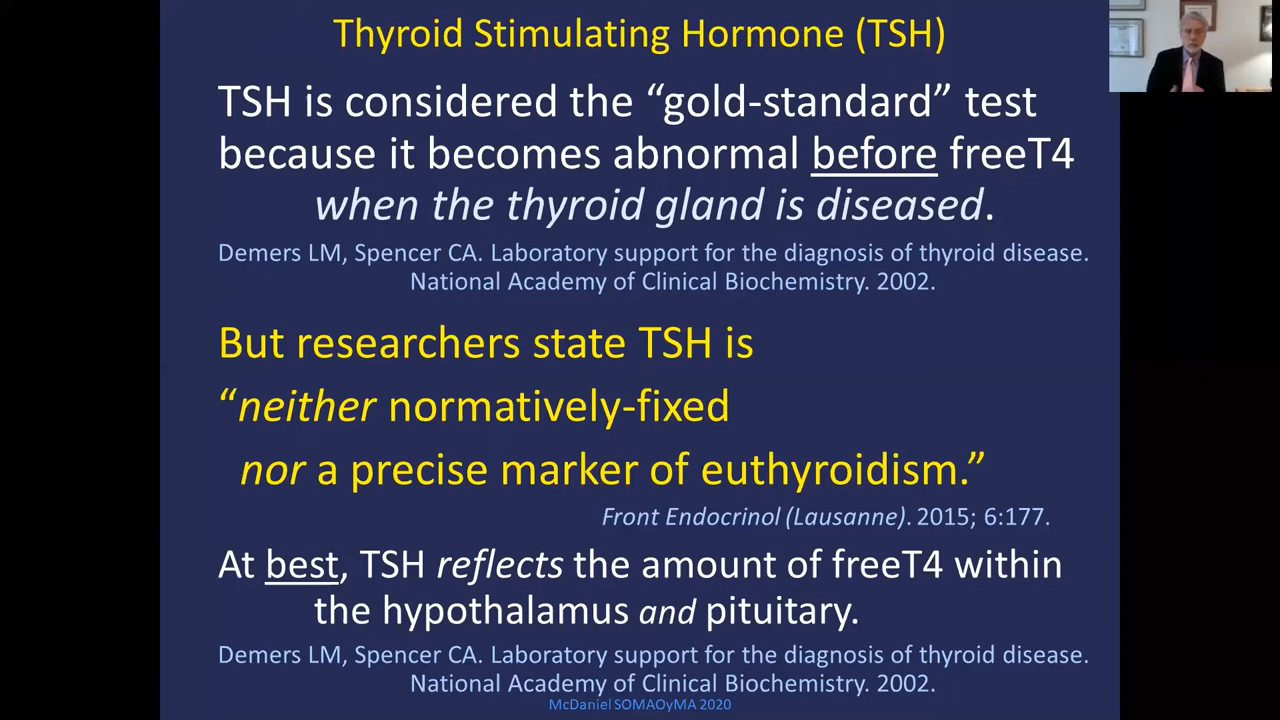 Thyroid Stimulating Hormone (TSH)
TSH is considered the “gold-standard” test
because it becomes abnormal before freeT4
when the thyroid gland is diseased.
Demers LM, Spencer CA. Laboratory support for the diagnosis of thyroid disease.
National Academy of Clinical Biochemistry. 2002.
But researchers state TSH is
“neither normatively-fixed
nor a precise marker of euthyroidism.”
Front Endocrinol (Lausanne). 2015; 6:177.
At best, TSH reflects the amount of freeT4 within
the hypothalamus and pituitary.
Demers LM, Spencer CA. Laboratory support for the diagnosis of thyroid disease.
National Academy of Clinical Biochemistry. 2002.
McDaniel SOMAOyMA 2020